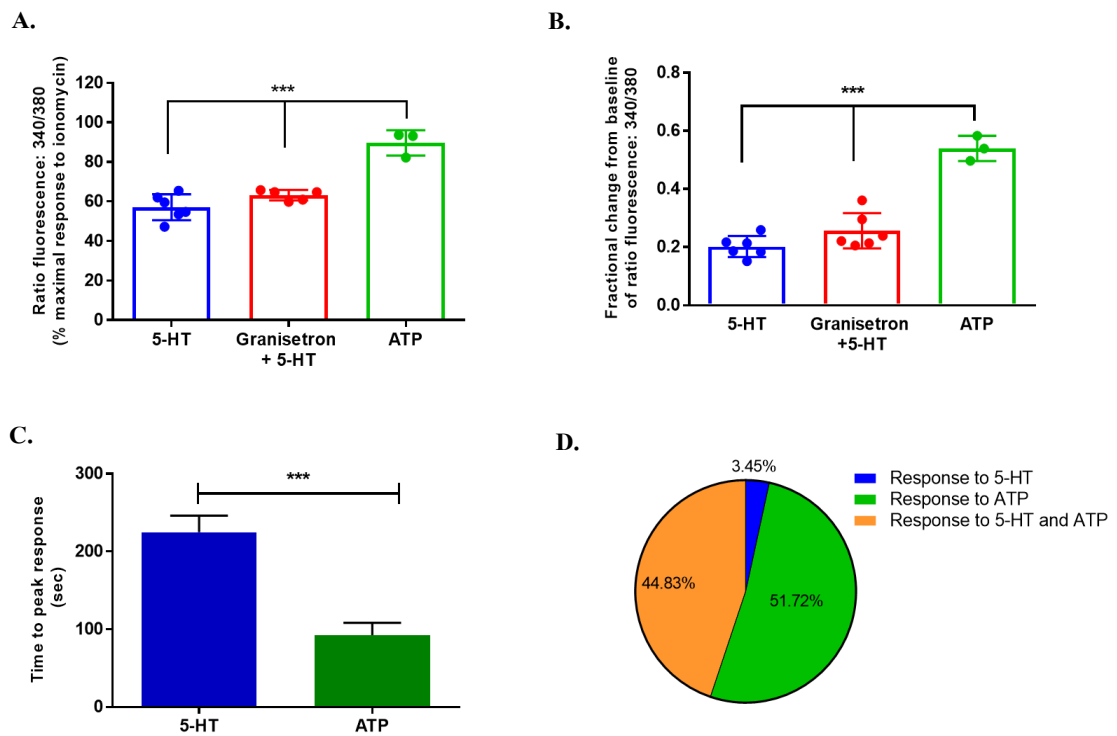 A.
Ratio fluorescence: 340/380
(% maximal response to ionomycin)
120
100
80
60
40
20
0
***
5-HT
Granisetron
+ 5-HT
ATP
B.
Fractional change from baseline
of ratio fluorescence: 340/380
0.8
0.6
0.4
0.2
0.0
***
5-HT
Granisetron
+5-HT
ATP
C.
Time to peak response
(sec)
300
200
100
0
***
5-HT
ATP
D.
3.45%
44.83%
51.72%
Response to 5-HT
Response to ATP
Response to 5-HT and ATP